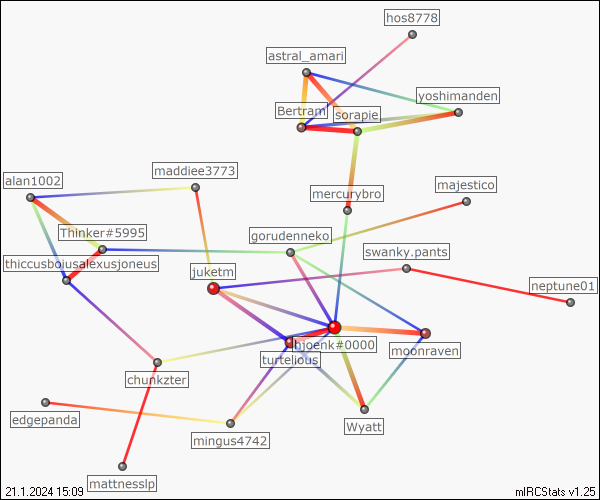 hos8778
astral_amari
yoshimanden
Bertram
sorapie
maddiee3773
alan1002
mercurybro
majestico
Thinker#5995
gorudenneko
swanky.pants
thiccusboiusalexusjoneus
juketm
neptune01
hjoenk#0000
moonraven
turtelious
chunkzter
edgepanda
Wyatt
mingus4742
mattnesslp
21.1.2024 15:09
mIRCStats v1.25